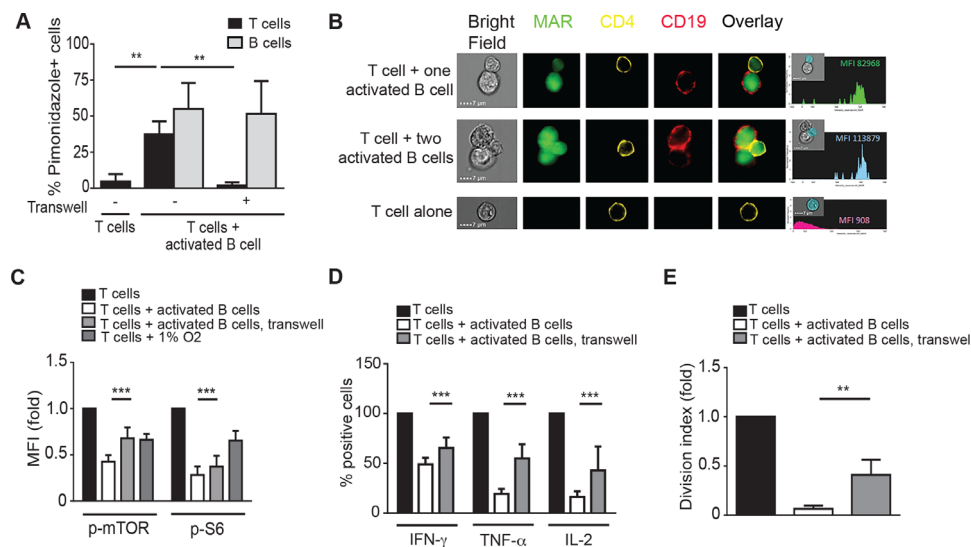 A
T cells
B cells
% Pimonidazole+ cells
100
75
50
25
0
**
**
Transwell
-
-
+
T cells
T cells +
activated B cell
B
Bright
Field
MAR
CD4
CD19
Overlay
T cell + one
activated B cell
7 µm
MFI 82968
T cell + two
activated B cells
7 µm
MFI 113879
T cell alone
7 µm
MFI 908
C
T cells
T cells + activated B cells
T cells + activated B cells, transwell
T cells + 1% O2
MFI (fold)
1.5
1.0
0.5
0
***
***
p-mTOR
p-S6
D
T cells
T cells + activated B cells
T cells + activated B cells, transwell
% positive cells
150
100
50
0
***
***
***
IFN-γ
TNF-α
IL-2
E
T cells
T cells + activated B cells
T cells + activated B cells, transwell
Division index (fold)
1.5
1.0
0.5
0
**